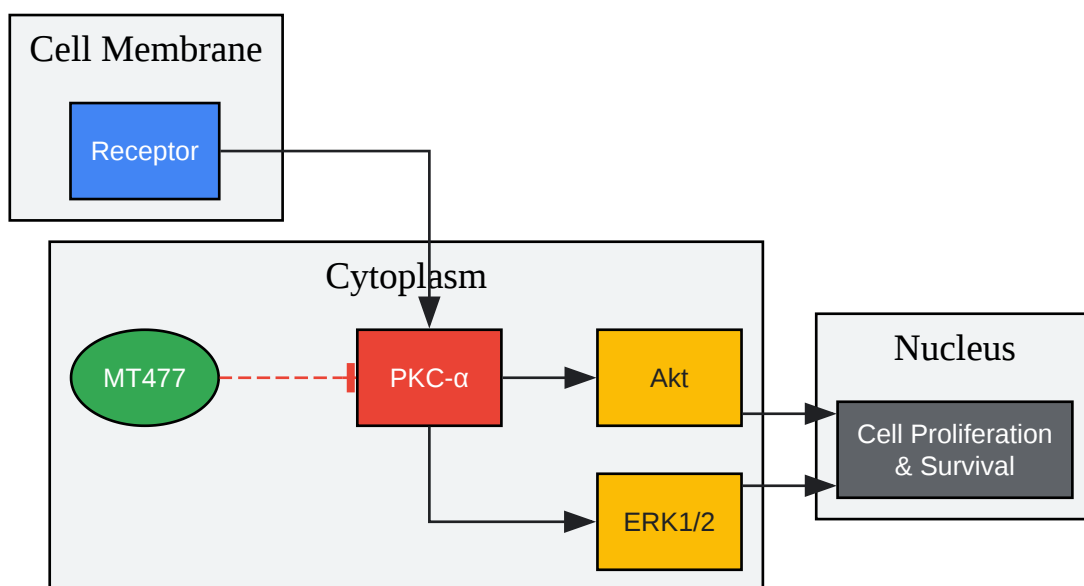 Cell Membrane
Receptor
Cytoplasm
MT477
PKC-α
Akt
ERK1/2
Nucleus
Cell Proliferation
& Survival